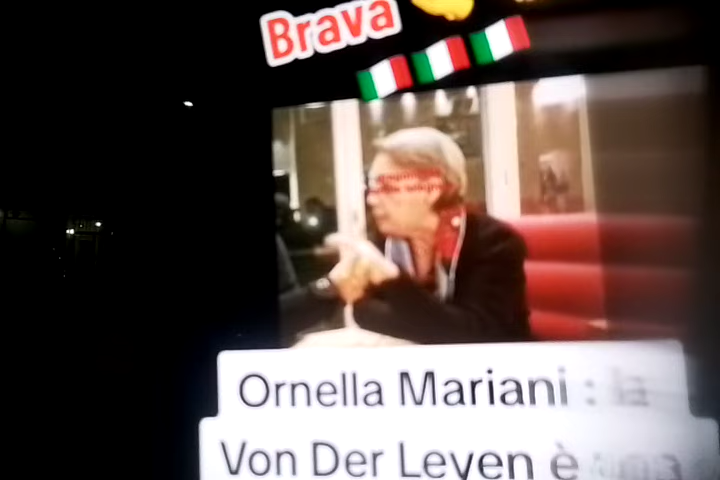 Brava
Ornella Mariani :
Von Der Leyen è